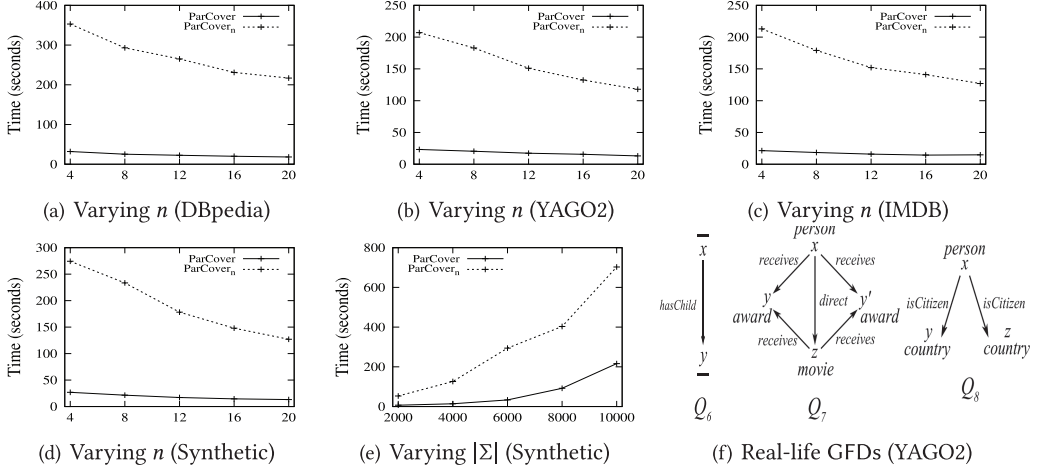 400
300
200
100
0
4 8 12 16 20
Time (seconds)
ParCover
ParCoverₙ
(a) Varying n (DBpedia)
250
200
150
100
50
0
4 8 12 16 20
Time (seconds)
ParCover
ParCoverₙ
(b) Varying n (YAGO2)
250
200
150
100
50
0
4 8 12 16 20
Time (seconds)
ParCover
ParCoverₙ
(c) Varying n (IMDB)
300
250
200
150
100
50
0
4 8 12 16 20
Time (seconds)
ParCover
ParCoverₙ
(d) Varying n (Synthetic)
800
600
400
200
0
2000 4000 6000 8000 10000
Time (seconds)
ParCover
ParCoverₙ
(e) Varying |Σ| (Synthetic)
_
x
hasChild
y
_
Q₆
person
x
receives receives
y direct y'
award award
receives receives
z
movie
Q₇
person
x
isCitizen isCitizen
y z
country country
Q₈
(f) Real-life GFDs (YAGO2)